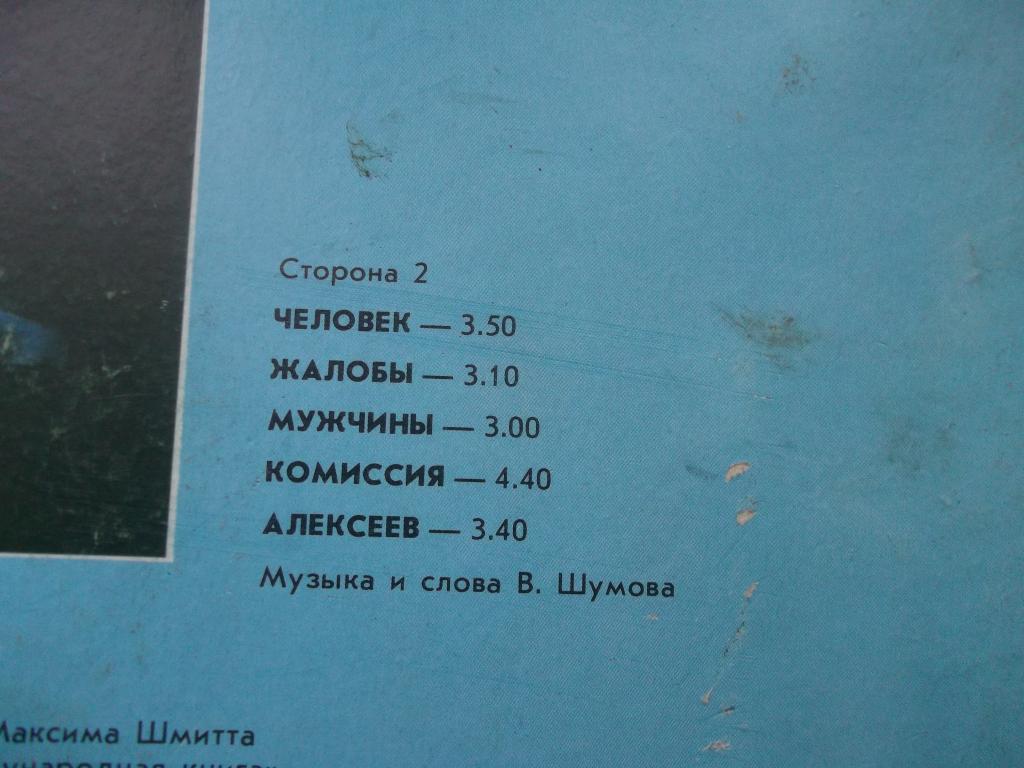 Сторона 2
ЧЕЛОВЕК — 3.50
ЖАЛОБЫ — 3.10
МУЖЧИНЫ — 3.00
КОМИССИЯ — 4.40
АЛЕКСЕЕВ — 3.40
Музыка и слова В. Шумова
Максима Шмитта